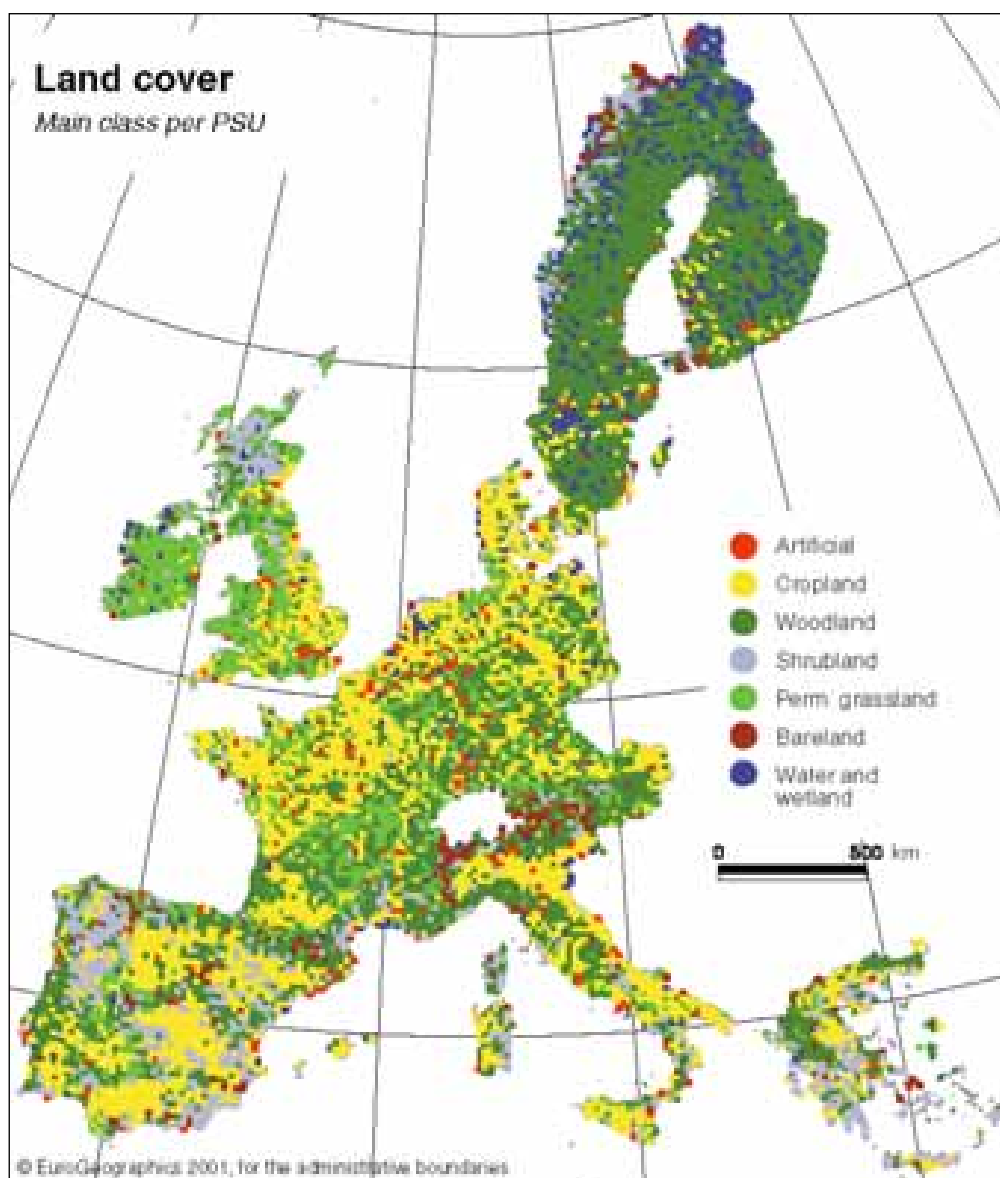 Land cover
Main class per PSU
Artificial
Cropland
Woodland
Shrubland
Perm grassland
Bareland
Water and
wetland
0 500 km
© EuroGeographics 2001, for the administrative boundaries